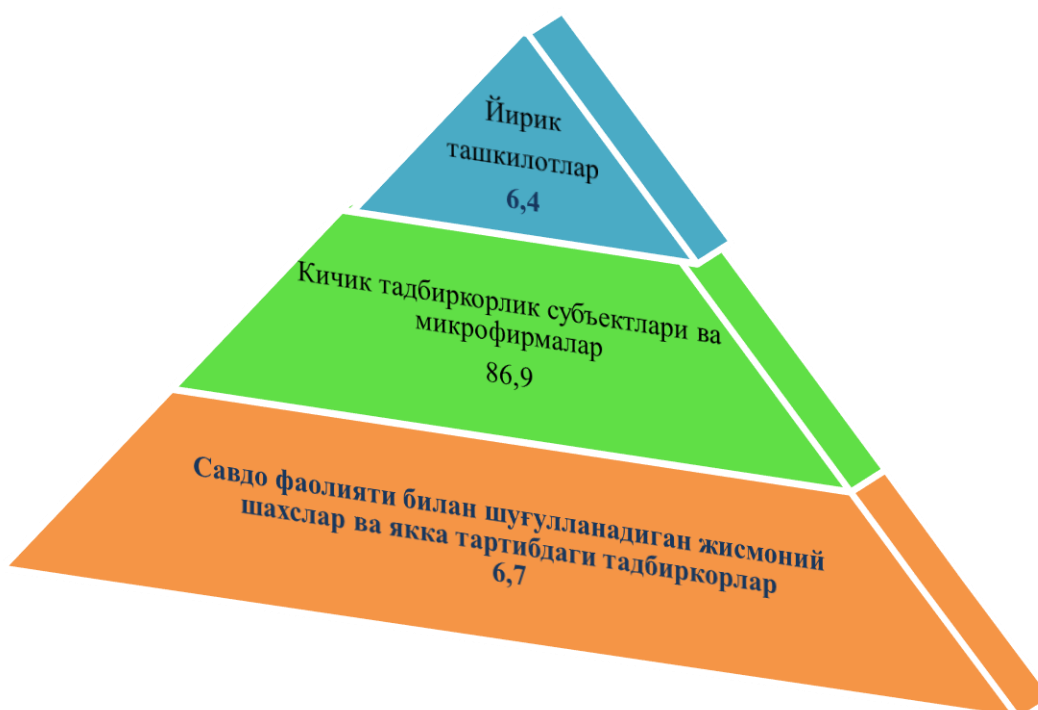 Йирик
ташкилотлар
6,4
Кичик тадбиркорлик субъектлари ва
микрофирмалар
86,9
Савдо фаолияти билан шуғулланадиган жисмоний
шахслар ва якка тартибдаги тадбиркорлар
6,7